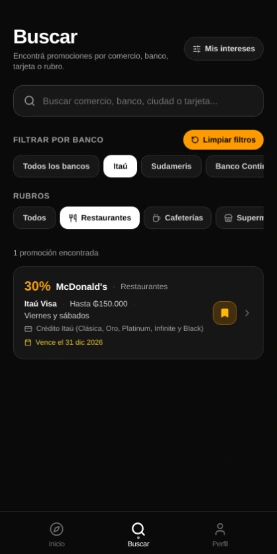 Buscar
Encontrá promociones por comercio, banco,
tarjeta o rubro.
Mis intereses
Buscar comercio, banco, ciudad o tarjeta...
FILTRAR POR BANCO
Limpiar filtros
Todos los bancos Itaú Sudameris Banco Conti
RUBROS
Todos Restaurantes Cafeterías Superm
1 promoción encontrada
30% McDonald's · Restaurantes
Itaú Visa · Hasta ₲150.000
Viernes y sábados
Crédito Itaú (Clásica, Oro, Platinum, Infinite y Black)
Vence el 31 dic 2026
Inicio Buscar Perfil